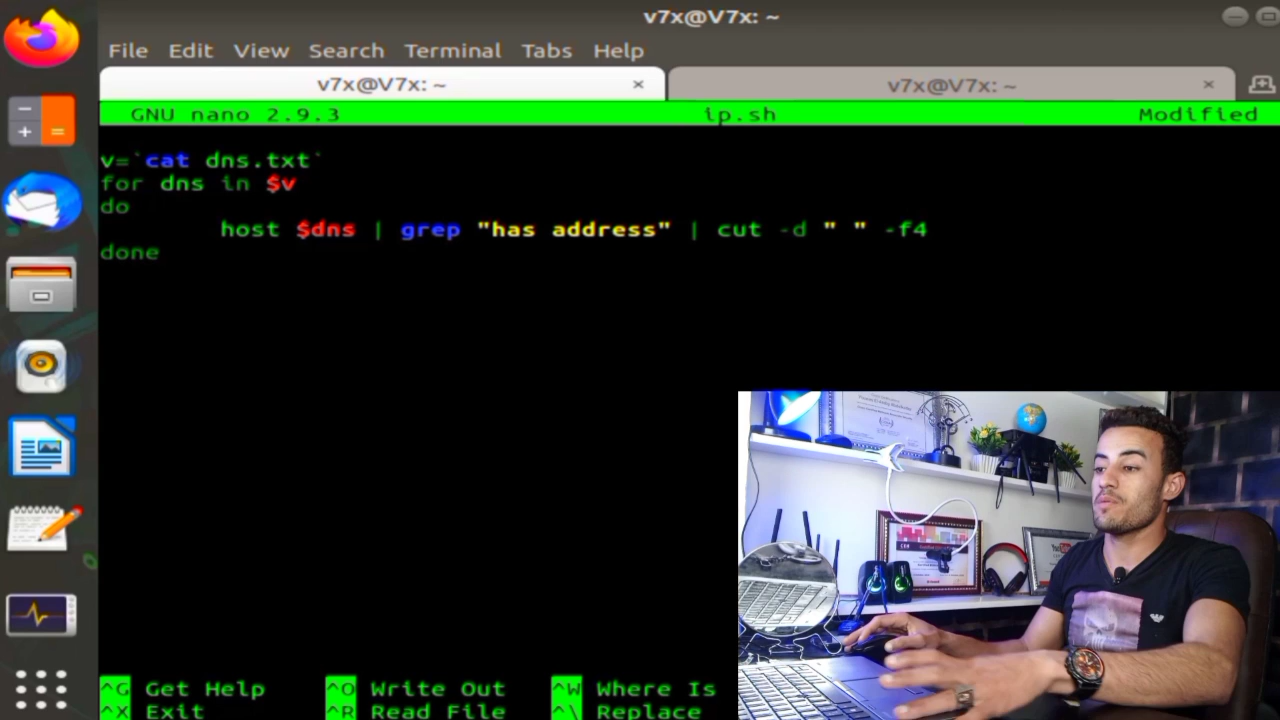 v7x@V7x: ~
File Edit View Search Terminal Tabs Help
v7x@V7x: ~ × v7x@V7x: ~ ×
GNU nano 2.9.3 ip.sh Modified
v=`cat dns.txt`
for dns in $v
do
host $dns | grep "has address" | cut -d " " -f4
done
^G Get Help ^O Write Out ^W Where Is
^X Exit ^R Read File ^\ Replace